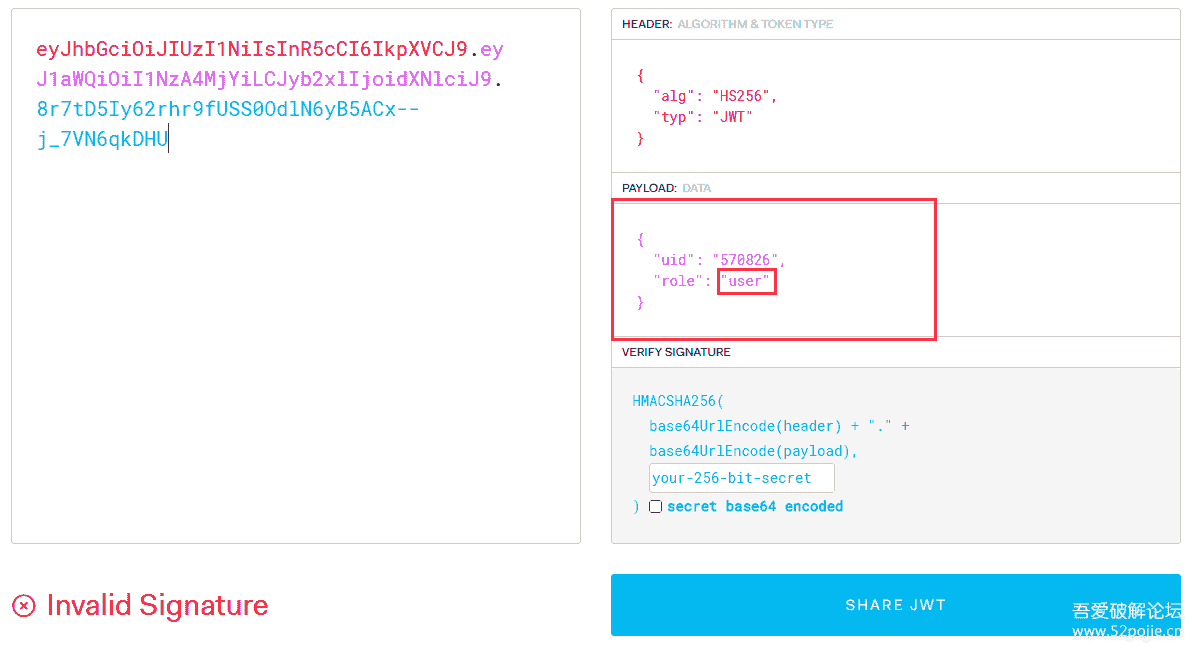 eyJhbGciOiJIUzI1NiIsInR5cCI6IkpXVCJ9.ey
J1aWQiOiI1NzA4MjYiLCJyb2xlIjoidXNlciJ9.
8r7tD5Iy62rhr9fUSS0OdlN6yB5ACx--
j_7VN6qkDHU
Invalid Signature
HEADER: ALGORITHM & TOKEN TYPE
{
"alg": "HS256",
"typ": "JWT"
}
PAYLOAD: DATA
{
"uid": "570826",
"role": "user"
}
VERIFY SIGNATURE
HMACSHA256(
base64UrlEncode(header) + "." +
base64UrlEncode(payload),
your-256-bit-secret
) secret base64 encoded
SHARE JWT
吾爱破解论坛
www.52pojie.cn